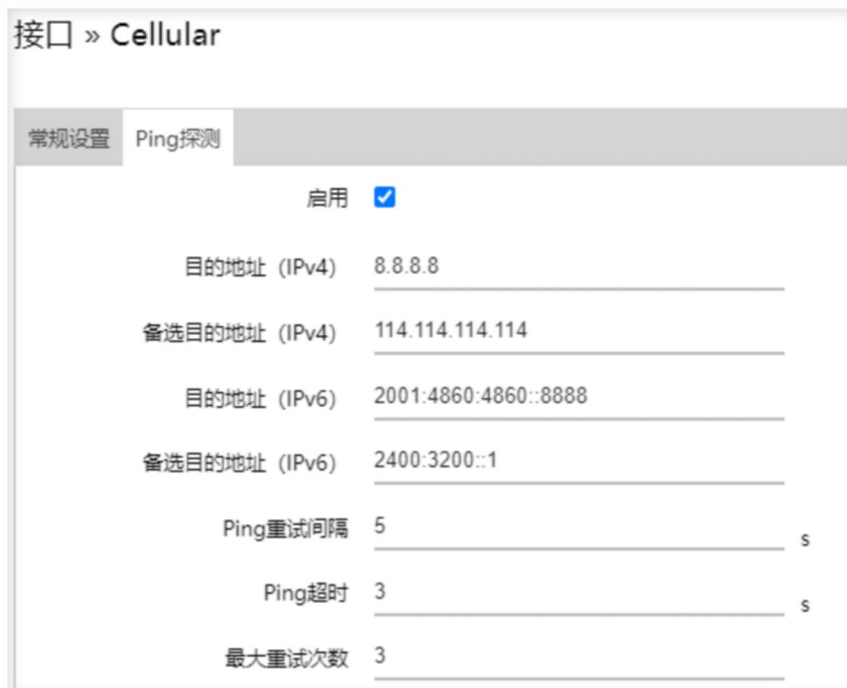 接口 » Cellular
常规设置 Ping探测
启用
目的地址（IPv4） 8.8.8.8
备选目的地址（IPv4） 114.114.114.114
目的地址（IPv6） 2001:4860:4860::8888
备选目的地址（IPv6） 2400:3200::1
Ping重试间隔 5 s
Ping超时 3 s
最大重试次数 3